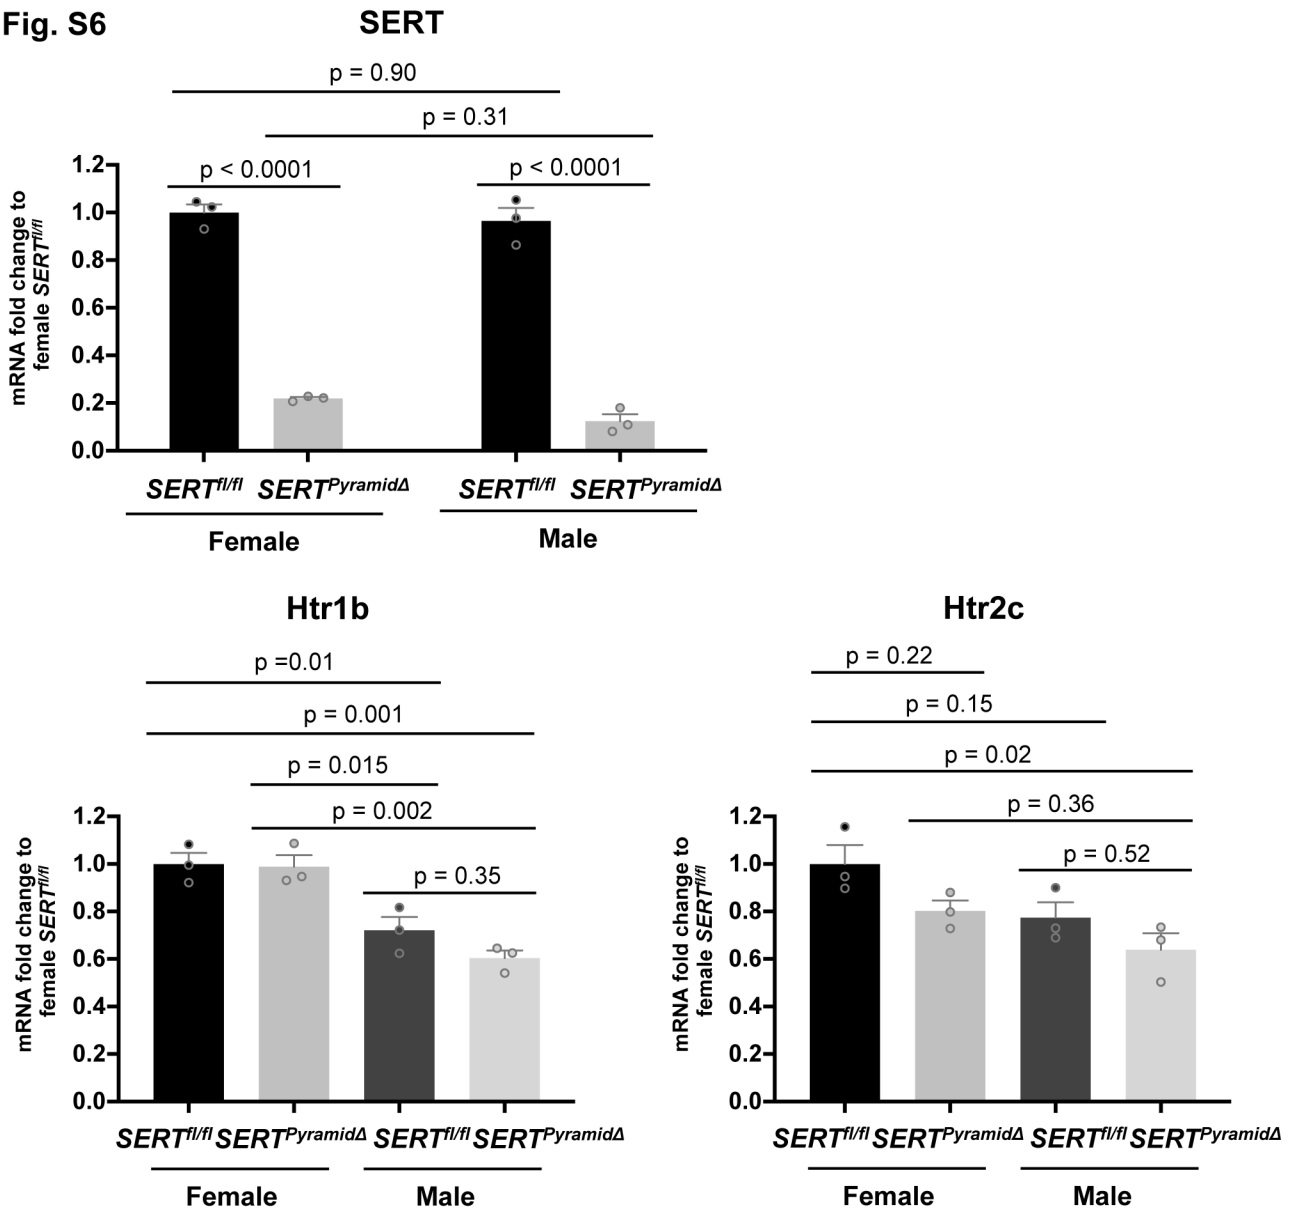 Fig. S6
SERT
p = 0.90
p = 0.31
p < 0.0001
p < 0.0001
mRNA fold change to
female SERTfl/fl
1.2
1.0
0.8
0.6
0.4
0.2
0.0
SERTfl/fl SERTPyramidΔ SERTfl/fl SERTPyramidΔ
Female Male
Htr1b
p =0.01
p = 0.001
p = 0.015
p = 0.002
p = 0.35
mRNA fold change to
female SERTfl/fl
1.2
1.0
0.8
0.6
0.4
0.2
0.0
SERTfl/fl SERTPyramidΔ SERTfl/fl SERTPyramidΔ
Female Male
Htr2c
p = 0.22
p = 0.15
p = 0.02
p = 0.36
p = 0.52
mRNA fold change to
female SERTfl/fl
1.2
1.0
0.8
0.6
0.4
0.2
0.0
SERTfl/fl SERTPyramidΔ SERTfl/fl SERTPyramidΔ
Female Male